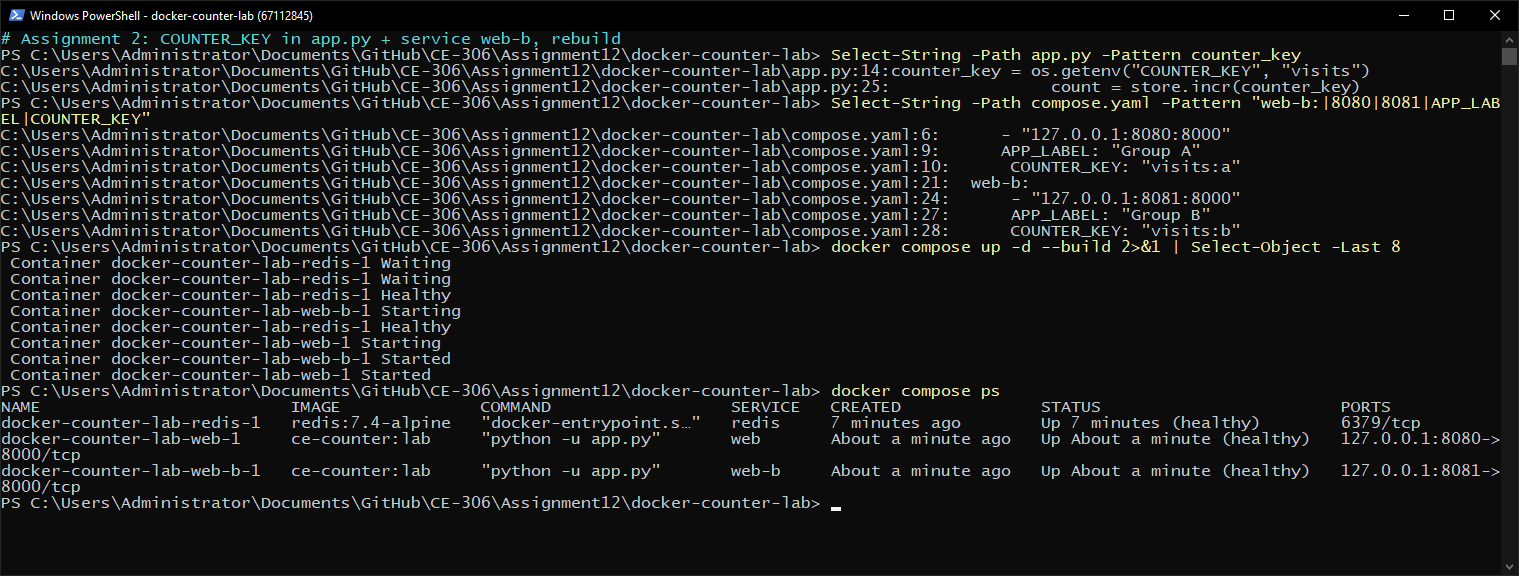 Windows PowerShell - docker-counter-lab (67112845)
# Assignment 2: COUNTER_KEY in app.py + service web-b, rebuild
PS C:\Users\Administrator\Documents\GitHub\CE-306\Assignment12\docker-counter-lab> Select-String -Path app.py -Pattern counter_key
C:\Users\Administrator\Documents\GitHub\CE-306\Assignment12\docker-counter-lab\app.py:14:counter_key = os.getenv("COUNTER_KEY", "visits")
C:\Users\Administrator\Documents\GitHub\CE-306\Assignment12\docker-counter-lab\app.py:25:                count = store.incr(counter_key)
PS C:\Users\Administrator\Documents\GitHub\CE-306\Assignment12\docker-counter-lab> Select-String -Path compose.yaml -Pattern "web-b:|8080|8081|APP_LAB
EL|COUNTER_KEY"
C:\Users\Administrator\Documents\GitHub\CE-306\Assignment12\docker-counter-lab\compose.yaml:6:      - "127.0.0.1:8080:8000"
C:\Users\Administrator\Documents\GitHub\CE-306\Assignment12\docker-counter-lab\compose.yaml:9:      APP_LABEL: "Group A"
C:\Users\Administrator\Documents\GitHub\CE-306\Assignment12\docker-counter-lab\compose.yaml:10:      COUNTER_KEY: "visits:a"
C:\Users\Administrator\Documents\GitHub\CE-306\Assignment12\docker-counter-lab\compose.yaml:21:  web-b:
C:\Users\Administrator\Documents\GitHub\CE-306\Assignment12\docker-counter-lab\compose.yaml:24:      - "127.0.0.1:8081:8000"
C:\Users\Administrator\Documents\GitHub\CE-306\Assignment12\docker-counter-lab\compose.yaml:27:      APP_LABEL: "Group B"
C:\Users\Administrator\Documents\GitHub\CE-306\Assignment12\docker-counter-lab\compose.yaml:28:      COUNTER_KEY: "visits:b"
PS C:\Users\Administrator\Documents\GitHub\CE-306\Assignment12\docker-counter-lab> docker compose up -d --build 2>&1 | Select-Object -Last 8
 Container docker-counter-lab-redis-1 Waiting
 Container docker-counter-lab-redis-1 Waiting
 Container docker-counter-lab-redis-1 Healthy
 Container docker-counter-lab-web-b-1 Starting
 Container docker-counter-lab-redis-1 Healthy
 Container docker-counter-lab-web-1 Starting
 Container docker-counter-lab-web-b-1 Started
 Container docker-counter-lab-web-1 Started
PS C:\Users\Administrator\Documents\GitHub\CE-306\Assignment12\docker-counter-lab> docker compose ps
NAME                         IMAGE              COMMAND                  SERVICE   CREATED              STATUS                        PORTS
docker-counter-lab-redis-1   redis:7.4-alpine   "docker-entrypoint.s…"   redis     7 minutes ago        Up 7 minutes (healthy)        6379/tcp
docker-counter-lab-web-1     ce-counter:lab     "python -u app.py"       web       About a minute ago   Up About a minute (healthy)   127.0.0.1:8080->
8000/tcp
docker-counter-lab-web-b-1   ce-counter:lab     "python -u app.py"       web-b     About a minute ago   Up About a minute (healthy)   127.0.0.1:8081->
8000/tcp
PS C:\Users\Administrator\Documents\GitHub\CE-306\Assignment12\docker-counter-lab>